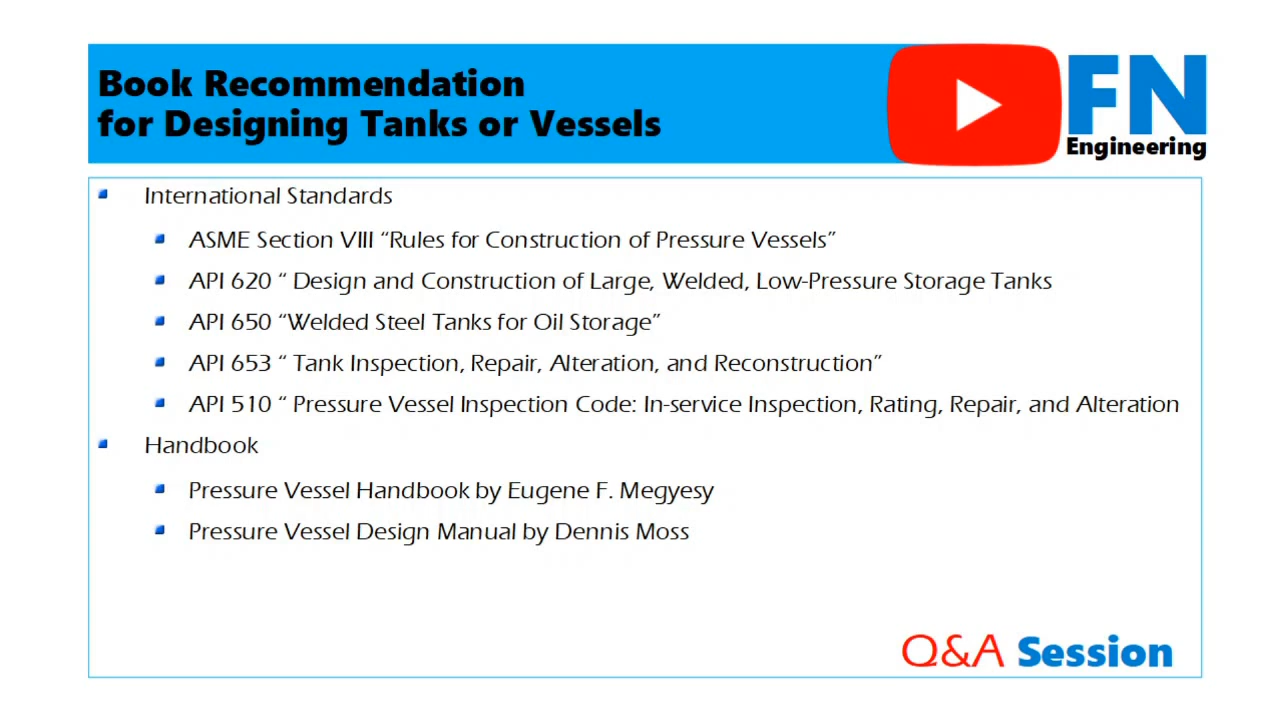 Book Recommendation
for Designing Tanks or Vessels
FN
Engineering
International Standards
ASME Section VIII “Rules for Construction of Pressure Vessels”
API 620 “ Design and Construction of Large, Welded, Low-Pressure Storage Tanks
API 650 “Welded Steel Tanks for Oil Storage”
API 653 “ Tank Inspection, Repair, Alteration, and Reconstruction”
API 510 “ Pressure Vessel Inspection Code: In-service Inspection, Rating, Repair, and Alteration
Handbook
Pressure Vessel Handbook by Eugene F. Megyesy
Pressure Vessel Design Manual by Dennis Moss
Q&A Session